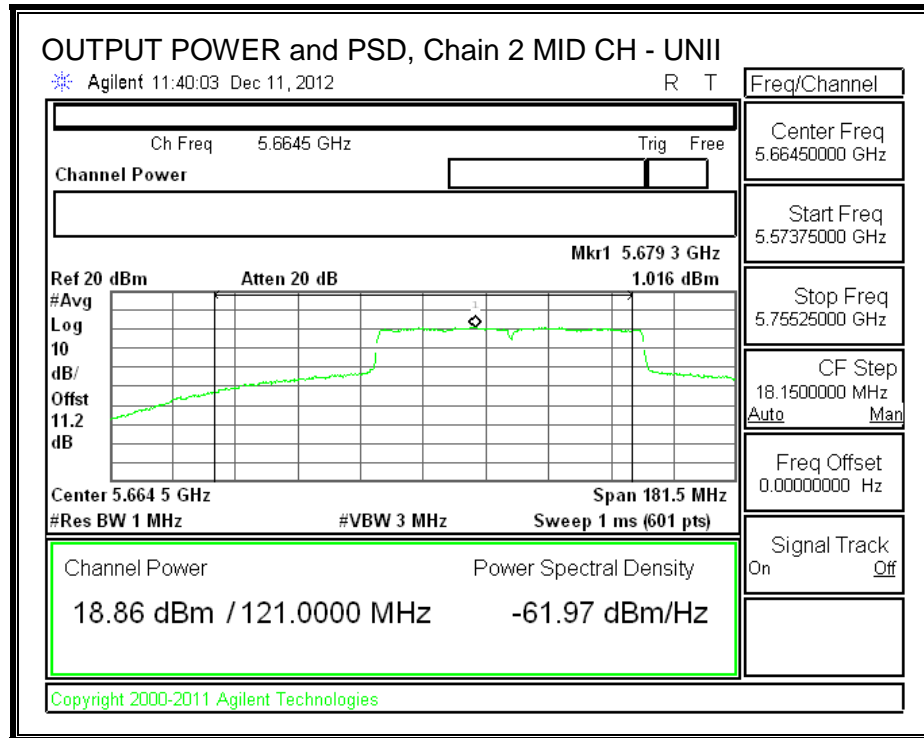 OUTPUT POWER and PSD, Chain 2 MID CH - UNII
Agilent 11:40:03 Dec 11, 2012 R T
Ch Freq 5.6645 GHz Trig Free
Channel Power
Mkr1 5.679 3 GHz
Ref 20 dBm Atten 20 dB 1.016 dBm
#Avg
Log
10
dB/
Offst
11.2
dB
1
Center 5.664 5 GHz Span 181.5 MHz
#Res BW 1 MHz #VBW 3 MHz Sweep 1 ms (601 pts)
Channel Power Power Spectral Density
18.86 dBm / 121.0000 MHz -61.97 dBm/Hz
Copyright 2000-2011 Agilent Technologies
Freq/Channel
Center Freq
5.66450000 GHz
Start Freq
5.57375000 GHz
Stop Freq
5.75525000 GHz
CF Step
18.1500000 MHz
Auto Man
Freq Offset
0.00000000 Hz
Signal Track
On Off